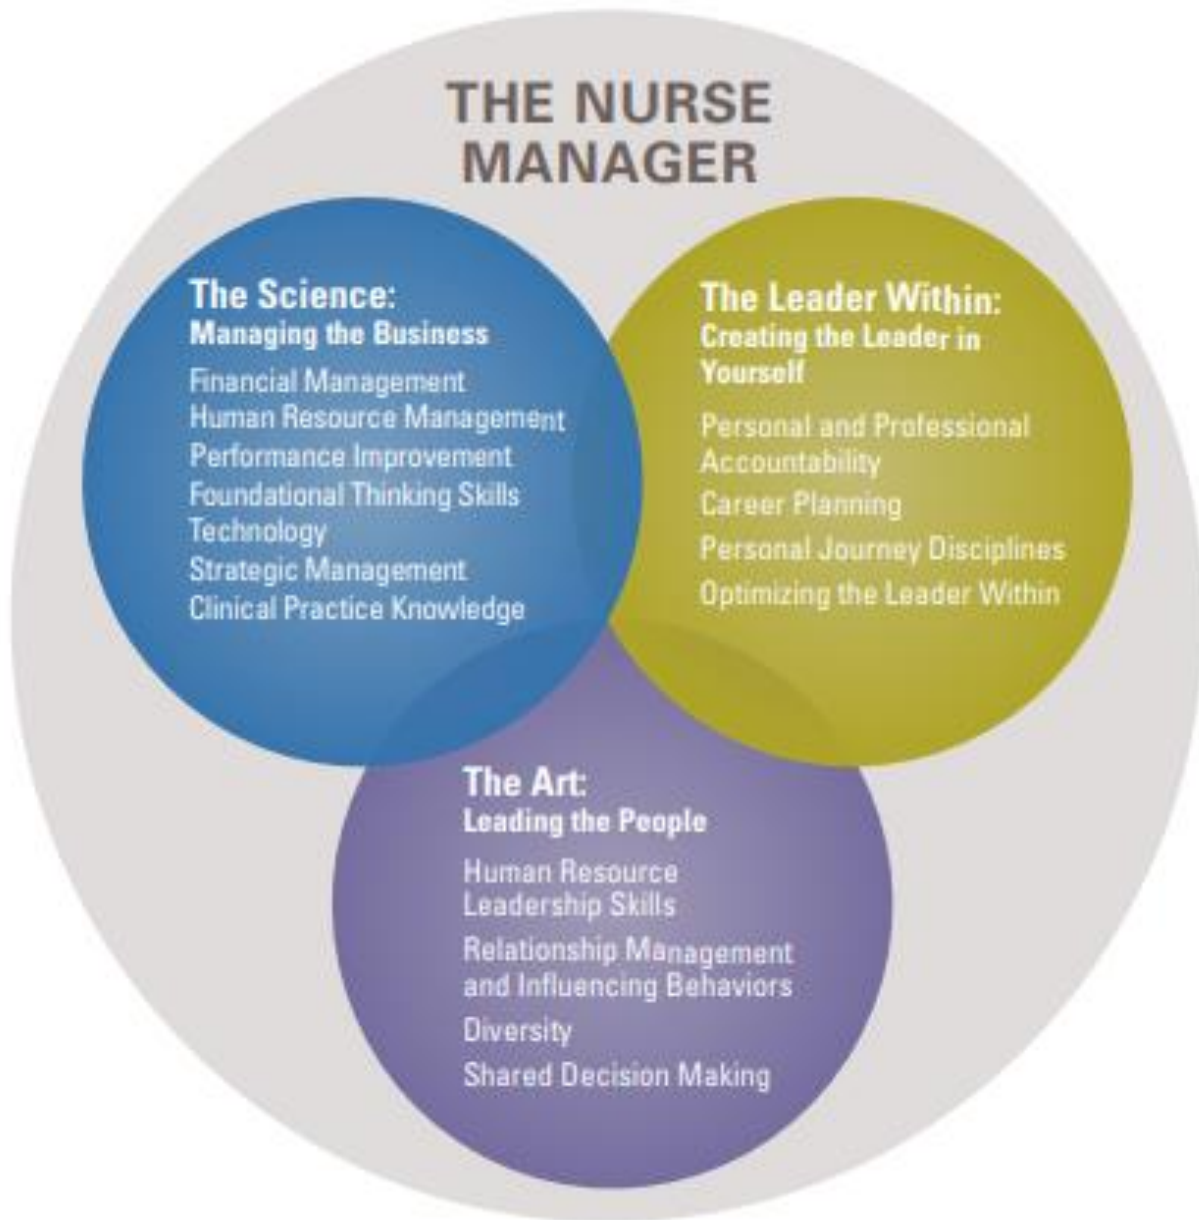 THE NURSE
MANAGER
The Science:
Managing the Business
Financial Management
Human Resource Management
Performance Improvement
Foundational Thinking Skills
Technology
Strategic Management
Clinical Practice Knowledge
The Leader Within:
Creating the Leader in
Yourself
Personal and Professional
Accountability
Career Planning
Personal Journey Disciplines
Optimizing the Leader Within
The Art:
Leading the People
Human Resource
Leadership Skills
Relationship Management
and Influencing Behaviors
Diversity
Shared Decision Making